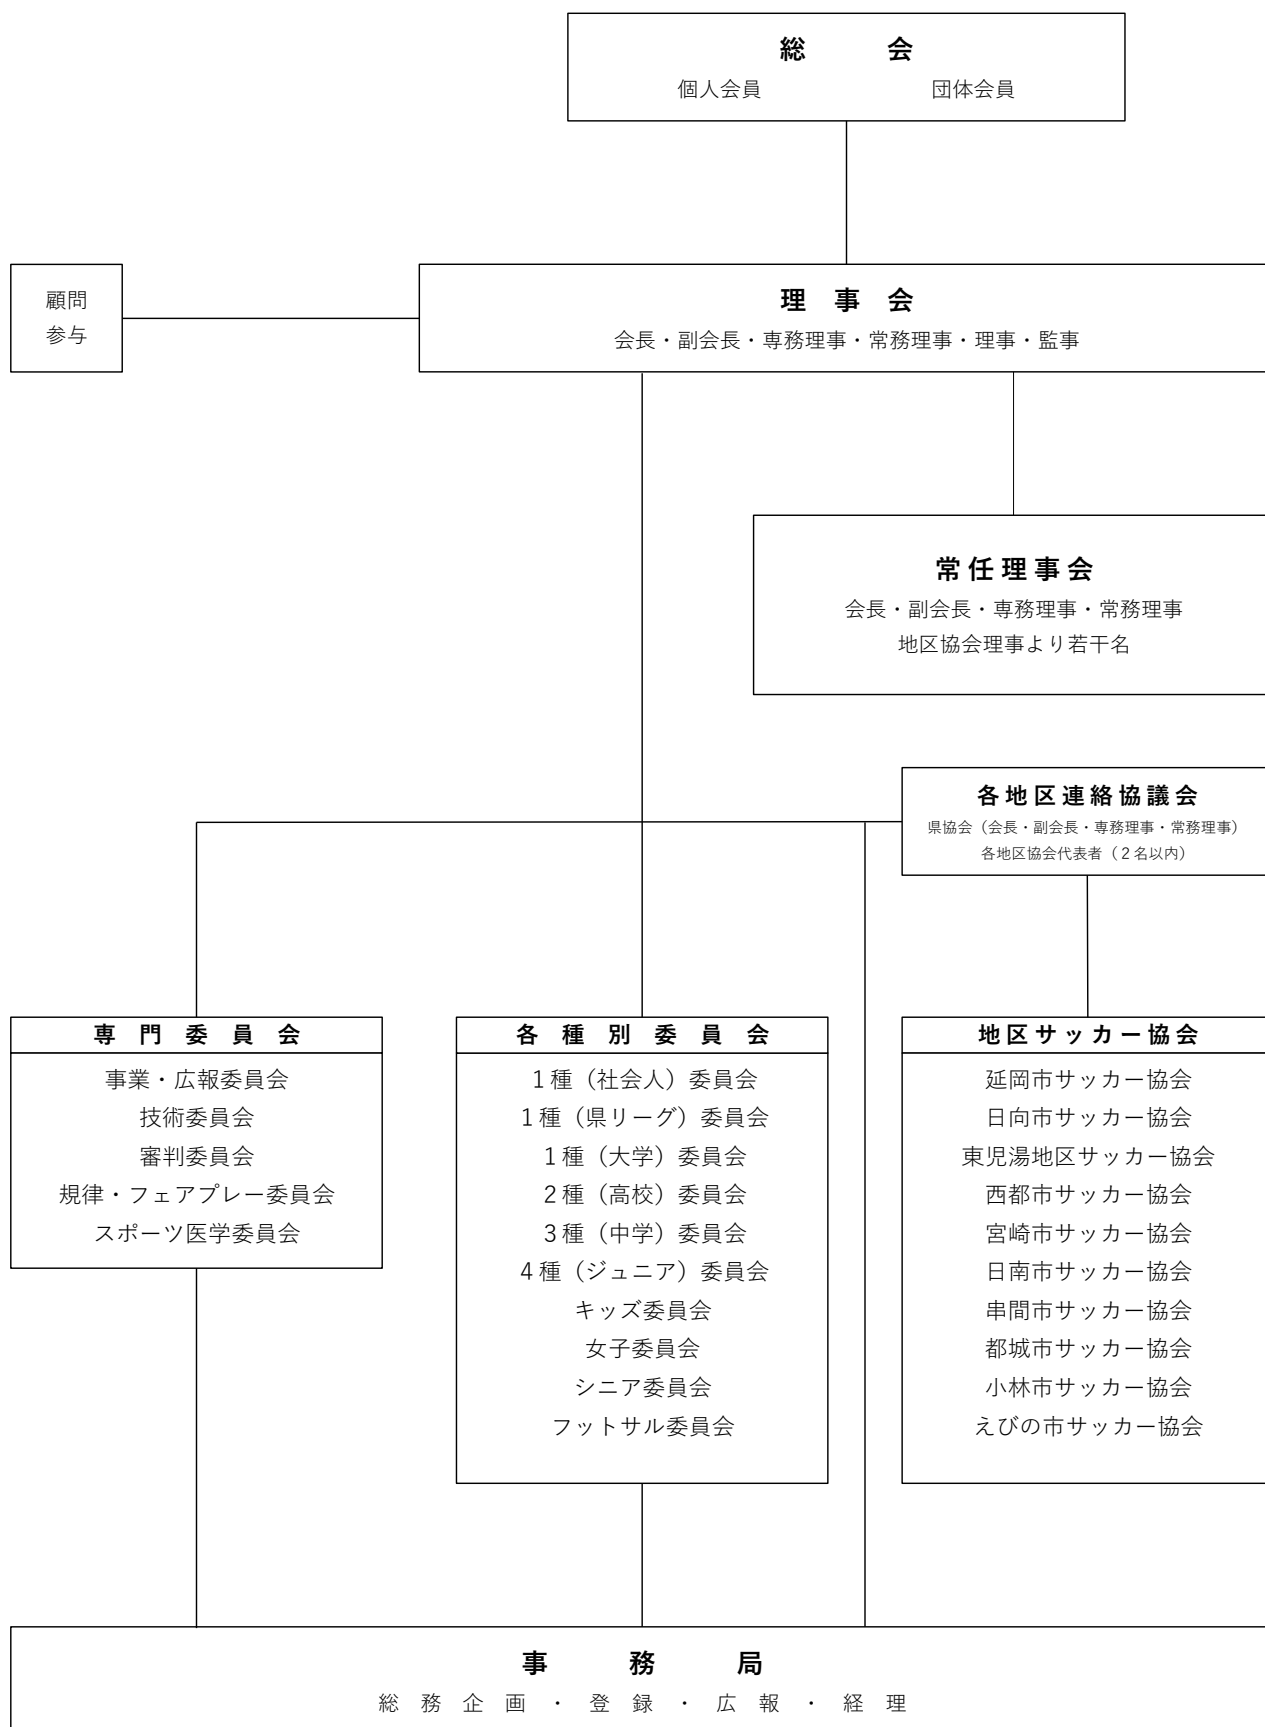 総会
個人会員 団体会員
顧問
参与
理事会
会長・副会長・専務理事・常務理事・理事・監事
常任理事会
会長・副会長・専務理事・常務理事
地区協会理事より若干名
各地区連絡協議会
県協会（会長・副会長・専務理事・常務理事）
各地区協会代表者（２名以内）
専門委員会
事業・広報委員会
技術委員会
審判委員会
規律・フェアプレー委員会
スポーツ医学委員会
各種別委員会
１種（社会人）委員会
１種（県リーグ）委員会
１種（大学）委員会
２種（高校）委員会
３種（中学）委員会
４種（ジュニア）委員会
キッズ委員会
女子委員会
シニア委員会
フットサル委員会
地区サッカー協会
延岡市サッカー協会
日向市サッカー協会
東児湯地区サッカー協会
西都市サッカー協会
宮崎市サッカー協会
日南市サッカー協会
串間市サッカー協会
都城市サッカー協会
小林市サッカー協会
えびの市サッカー協会
事務局
総務企画・登録・広報・経理